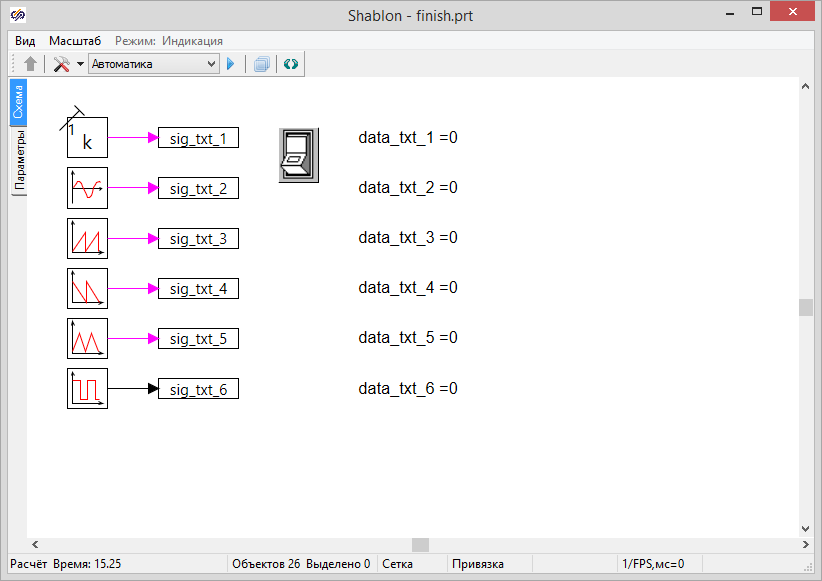 Shablon - finish.prt
Вид Масштаб Режим: Индикация
Автоматика
Схема
Параметры
1
k
sig_txt_1
data_txt_1 =0
sig_txt_2
data_txt_2 =0
sig_txt_3
data_txt_3 =0
sig_txt_4
data_txt_4 =0
sig_txt_5
data_txt_5 =0
sig_txt_6
data_txt_6 =0
Расчёт Время: 15.25 Объектов 26 Выделено 0 Сетка Привязка 1/FPS,мс=0